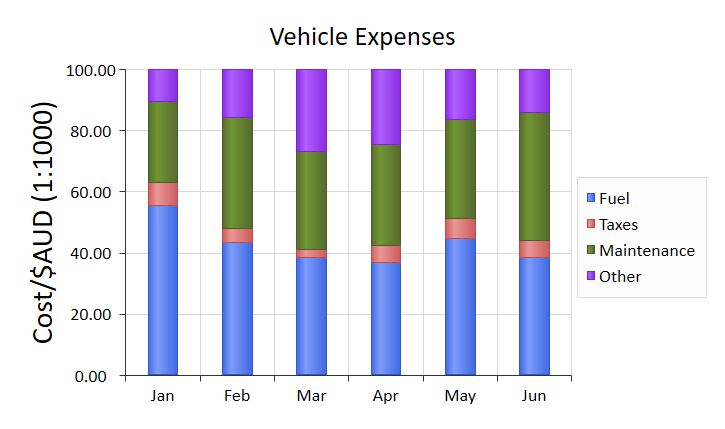 Vehicle Expenses
Cost/$AUD (1:1000)
100.00
80.00
60.00
40.00
20.00
0.00
Jan Feb Mar Apr May Jun
Fuel
Taxes
Maintenance
Other